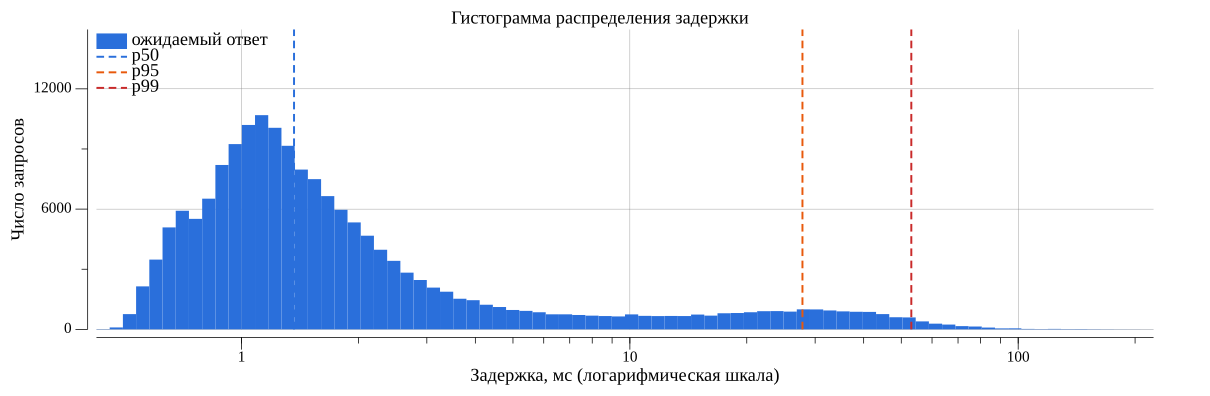 Гистограмма распределения задержки
ожидаемый ответ
p50
p95
p99
Число запросов
12000
6000
0
1
10
100
Задержка, мс (логарифмическая шкала)